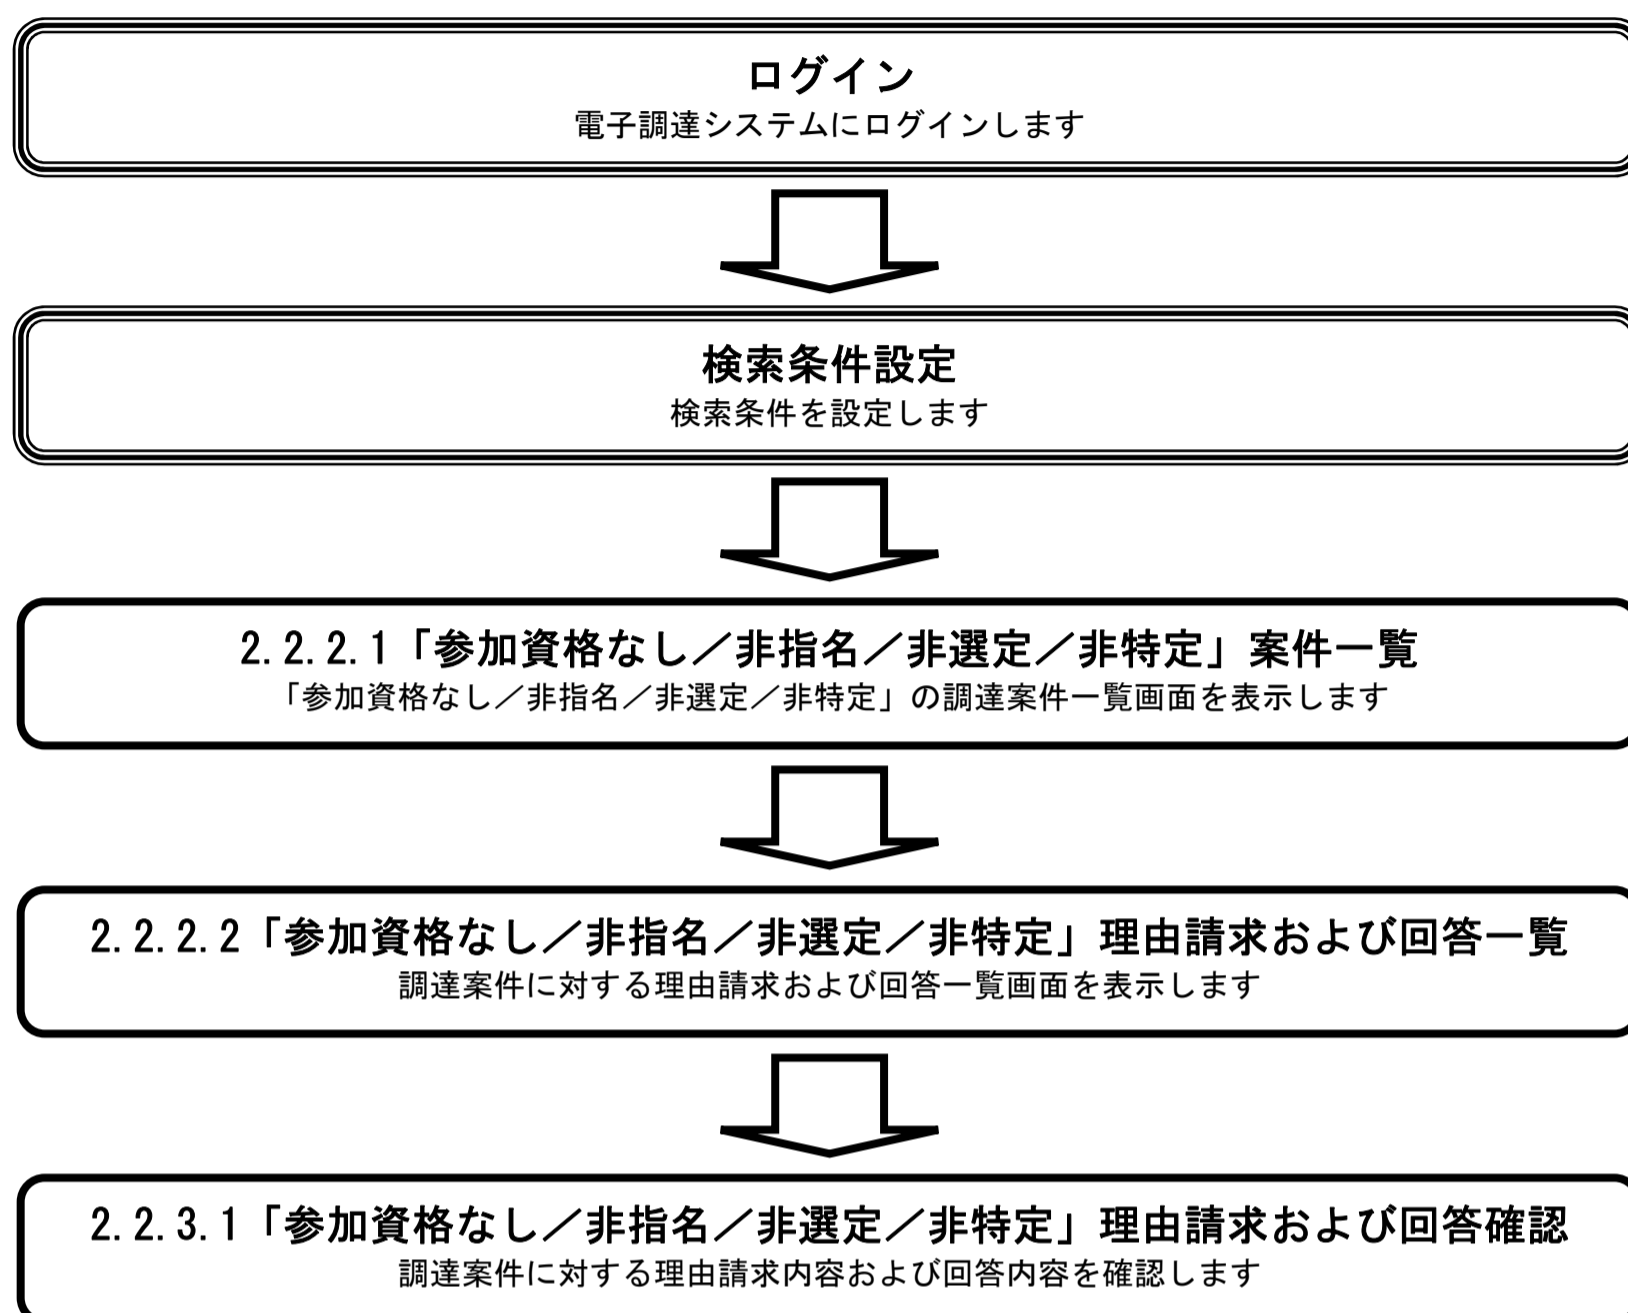 ログイン
電子調達システムにログインします
検索条件設定
検索条件を設定します
2.2.2.1「参加資格なし／非指名／非選定／非特定」案件一覧
「参加資格なし／非指名／非選定／非特定」の調達案件一覧画面を表示します
2.2.2.2「参加資格なし／非指名／非選定／非特定」理由請求および回答一覧
調達案件に対する理由請求および回答一覧画面を表示します
2.2.3.1「参加資格なし／非指名／非選定／非特定」理由請求および回答確認
調達案件に対する理由請求内容および回答内容を確認します